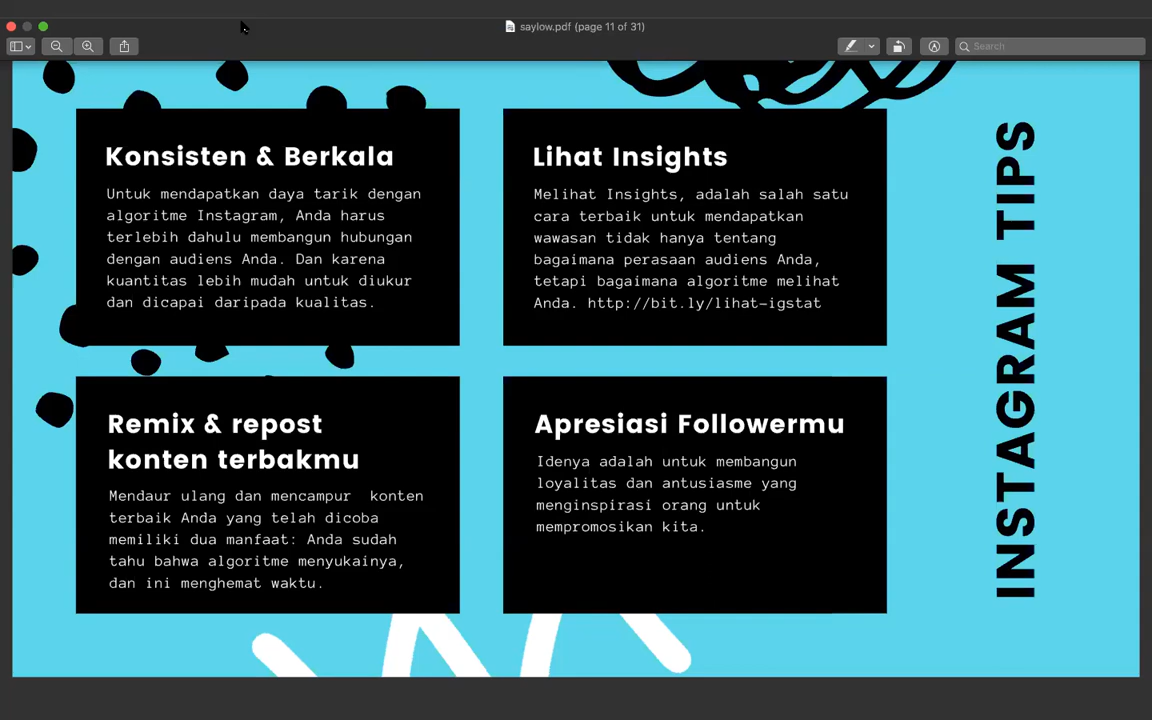 saylow.pdf (page 11 of 31)
Search
Konsisten & Berkala
Untuk mendapatkan daya tarik dengan
algoritme Instagram, Anda harus
terlebih dahulu membangun hubungan
dengan audiens Anda. Dan karena
kuantitas lebih mudah untuk diukur
dan dicapai daripada kualitas.
Lihat Insights
Melihat Insights, adalah salah satu
cara terbaik untuk mendapatkan
wawasan tidak hanya tentang
bagaimana perasaan audiens Anda,
tetapi bagaimana algoritme melihat
Anda. http://bit.ly/lihat-igstat
Remix & repost
konten terbakmu
Mendaur ulang dan mencampur  konten
terbaik Anda yang telah dicoba
memiliki dua manfaat: Anda sudah
tahu bahwa algoritme menyukainya,
dan ini menghemat waktu.
Apresiasi Followermu
Idenya adalah untuk membangun
loyalitas dan antusiasme yang
menginspirasi orang untuk
mempromosikan kita.
INSTAGRAM TIPS